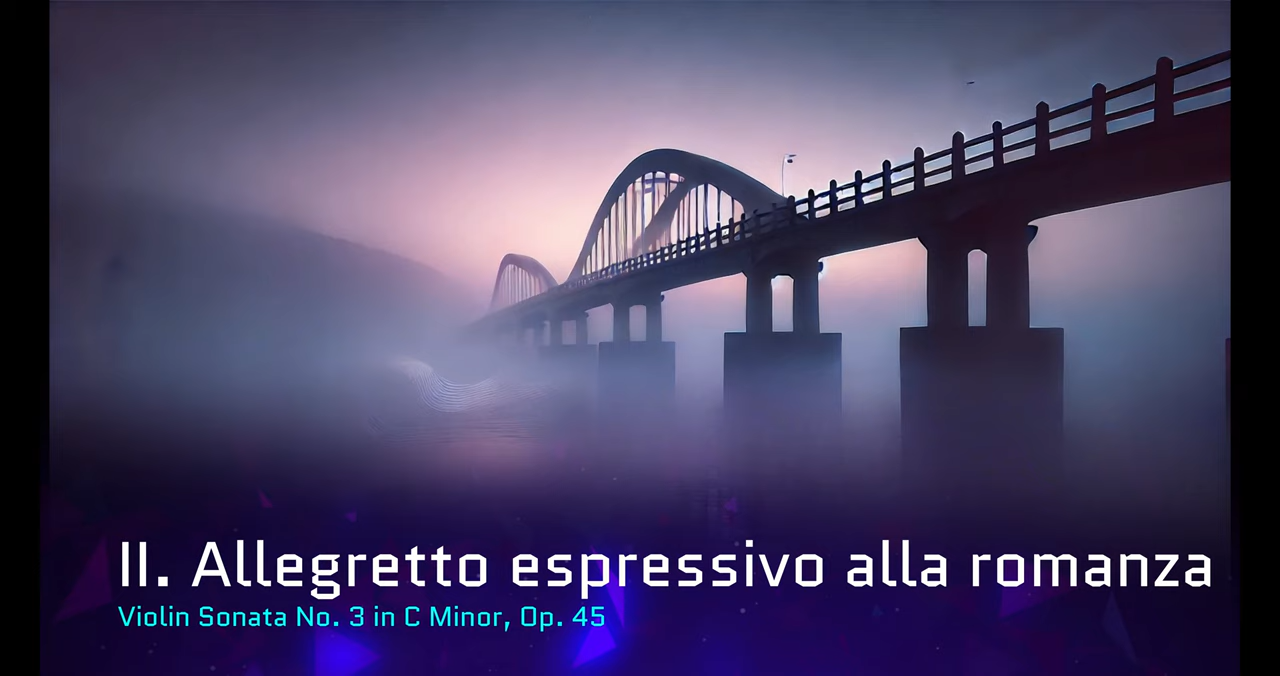 II. Allegretto espressivo alla romanza
Violin Sonata No. 3 in C Minor, Op. 45